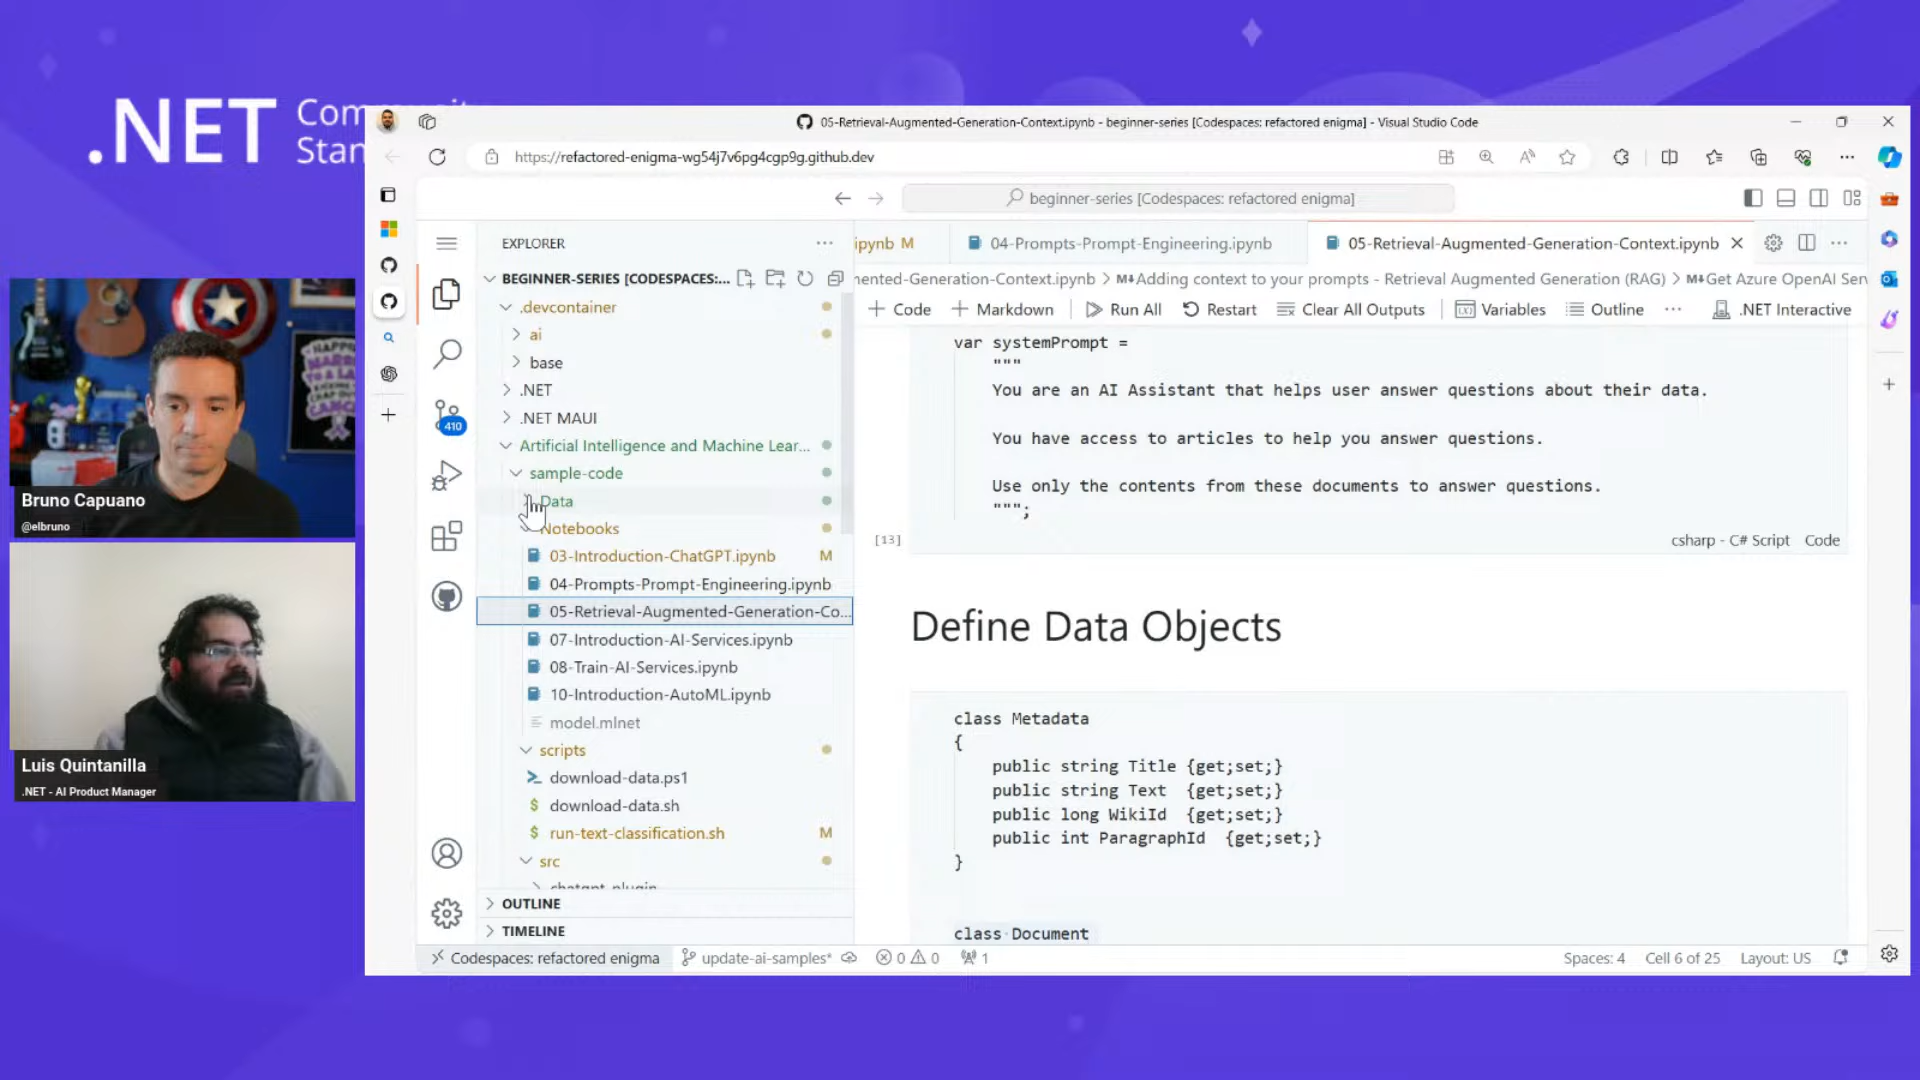 .NET
Com
Stan
05-Retrieval-Augmented-Generation-Context.ipynb - beginner-series [Codespaces: refactored enigma] - Visual Studio Code
https://refactored-enigma-wg54j7v6pg4cgp9g.github.dev
beginner-series [Codespaces: refactored enigma]
EXPLORER
ipynb M
04-Prompts-Prompt-Engineering.ipynb
05-Retrieval-Augmented-Generation-Context.ipynb
BEGINNER-SERIES [CODESPACES:...
nented-Generation-Context.ipynb > M↓Adding context to your prompts - Retrieval Augmented Generation (RAG) > M↓Get Azure OpenAI Ser
+ Code
+ Markdown
Run All
Restart
Clear All Outputs
Variables
Outline
...
.NET Interactive
.devcontainer
ai
base
.NET
.NET MAUI
Artificial Intelligence and Machine Lear...
sample-code
Data
Notebooks
03-Introduction-ChatGPT.ipynb M
04-Prompts-Prompt-Engineering.ipynb
05-Retrieval-Augmented-Generation-Co...
07-Introduction-AI-Services.ipynb
08-Train-AI-Services.ipynb
10-Introduction-AutoML.ipynb
model.mlnet
scripts
download-data.ps1
$ download-data.sh
$ run-text-classification.sh M
src
chatgpt_plugin
OUTLINE
TIMELINE
410
var systemPrompt =
"""
You are an AI Assistant that helps user answer questions about their data.
You have access to articles to help you answer questions.
Use only the contents from these documents to answer questions.
""";
[13]
csharp - C# Script Code
Define Data Objects
class Metadata
{
public string Title {get;set;}
public string Text {get;set;}
public long WikiId {get;set;}
public int ParagraphId {get;set;}
}
class Document
Codespaces: refactored enigma
update-ai-samples*
0
0
1
Spaces: 4
Cell 6 of 25
Layout: US
Bruno Capuano
@elbruno
Luis Quintanilla
.NET - AI Product Manager